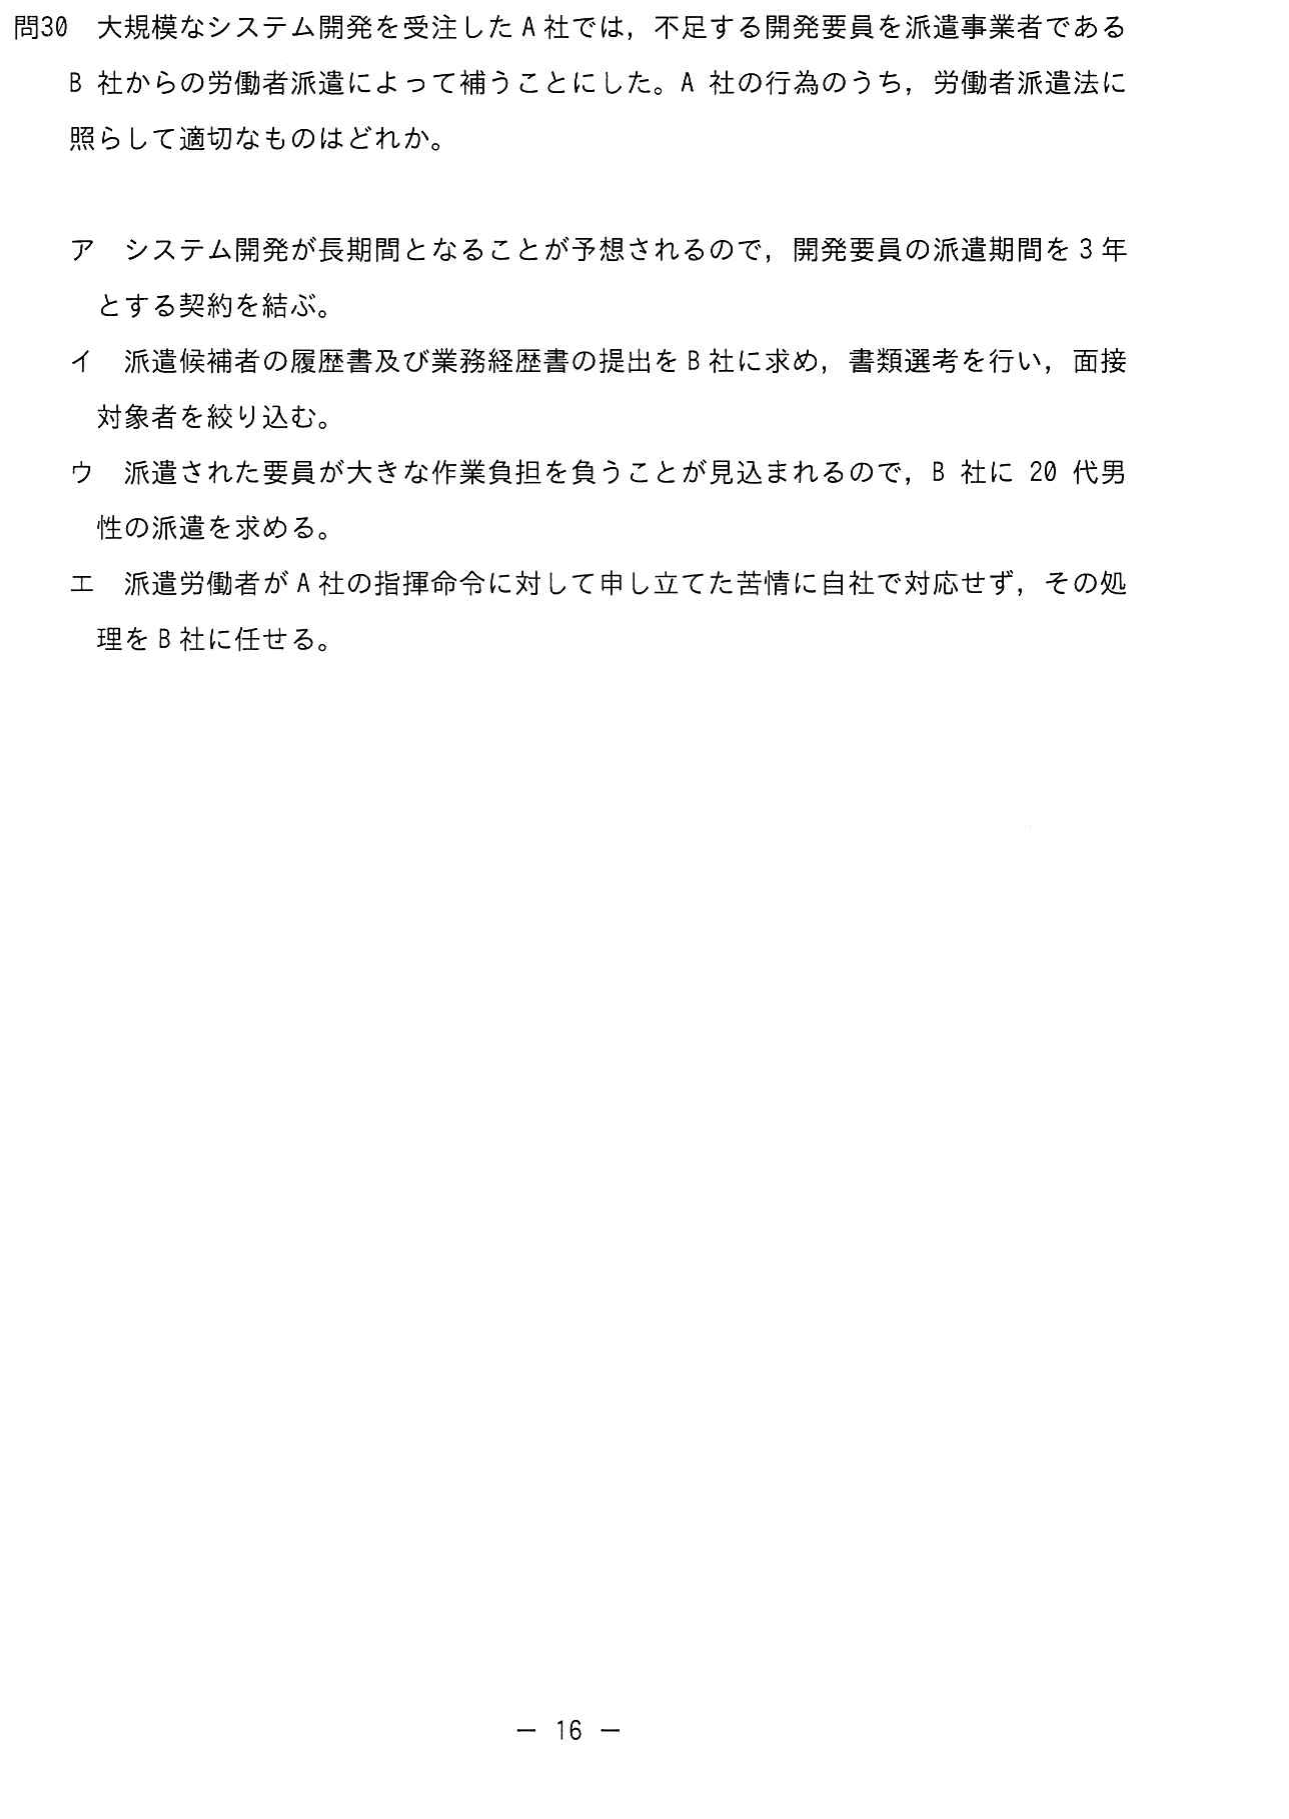 問30 大規模なシステム開発を受注したA社では，不足する開発要員を派遣事業者である
B 社からの労働者派遣によって補うことにした。A 社の行為のうち，労働者派遣法に
照らして適切なものはどれか。
ア システム開発が長期間となることが予想されるので，開発要員の派遣期間を3年
とする契約を結ぶ。
イ 派遣候補者の履歴書及び業務経歴書の提出をB社に求め，書類選考を行い，面接
対象者を絞り込む。
ウ 派遣された要員が大きな作業負担を負うことが見込まれるので，B 社に 20 代男
性の派遣を求める。
エ 派遣労働者がA社の指揮命令に対して申し立てた苦情に自社で対応せず，その処
理をB社に任せる。
― 16 ―